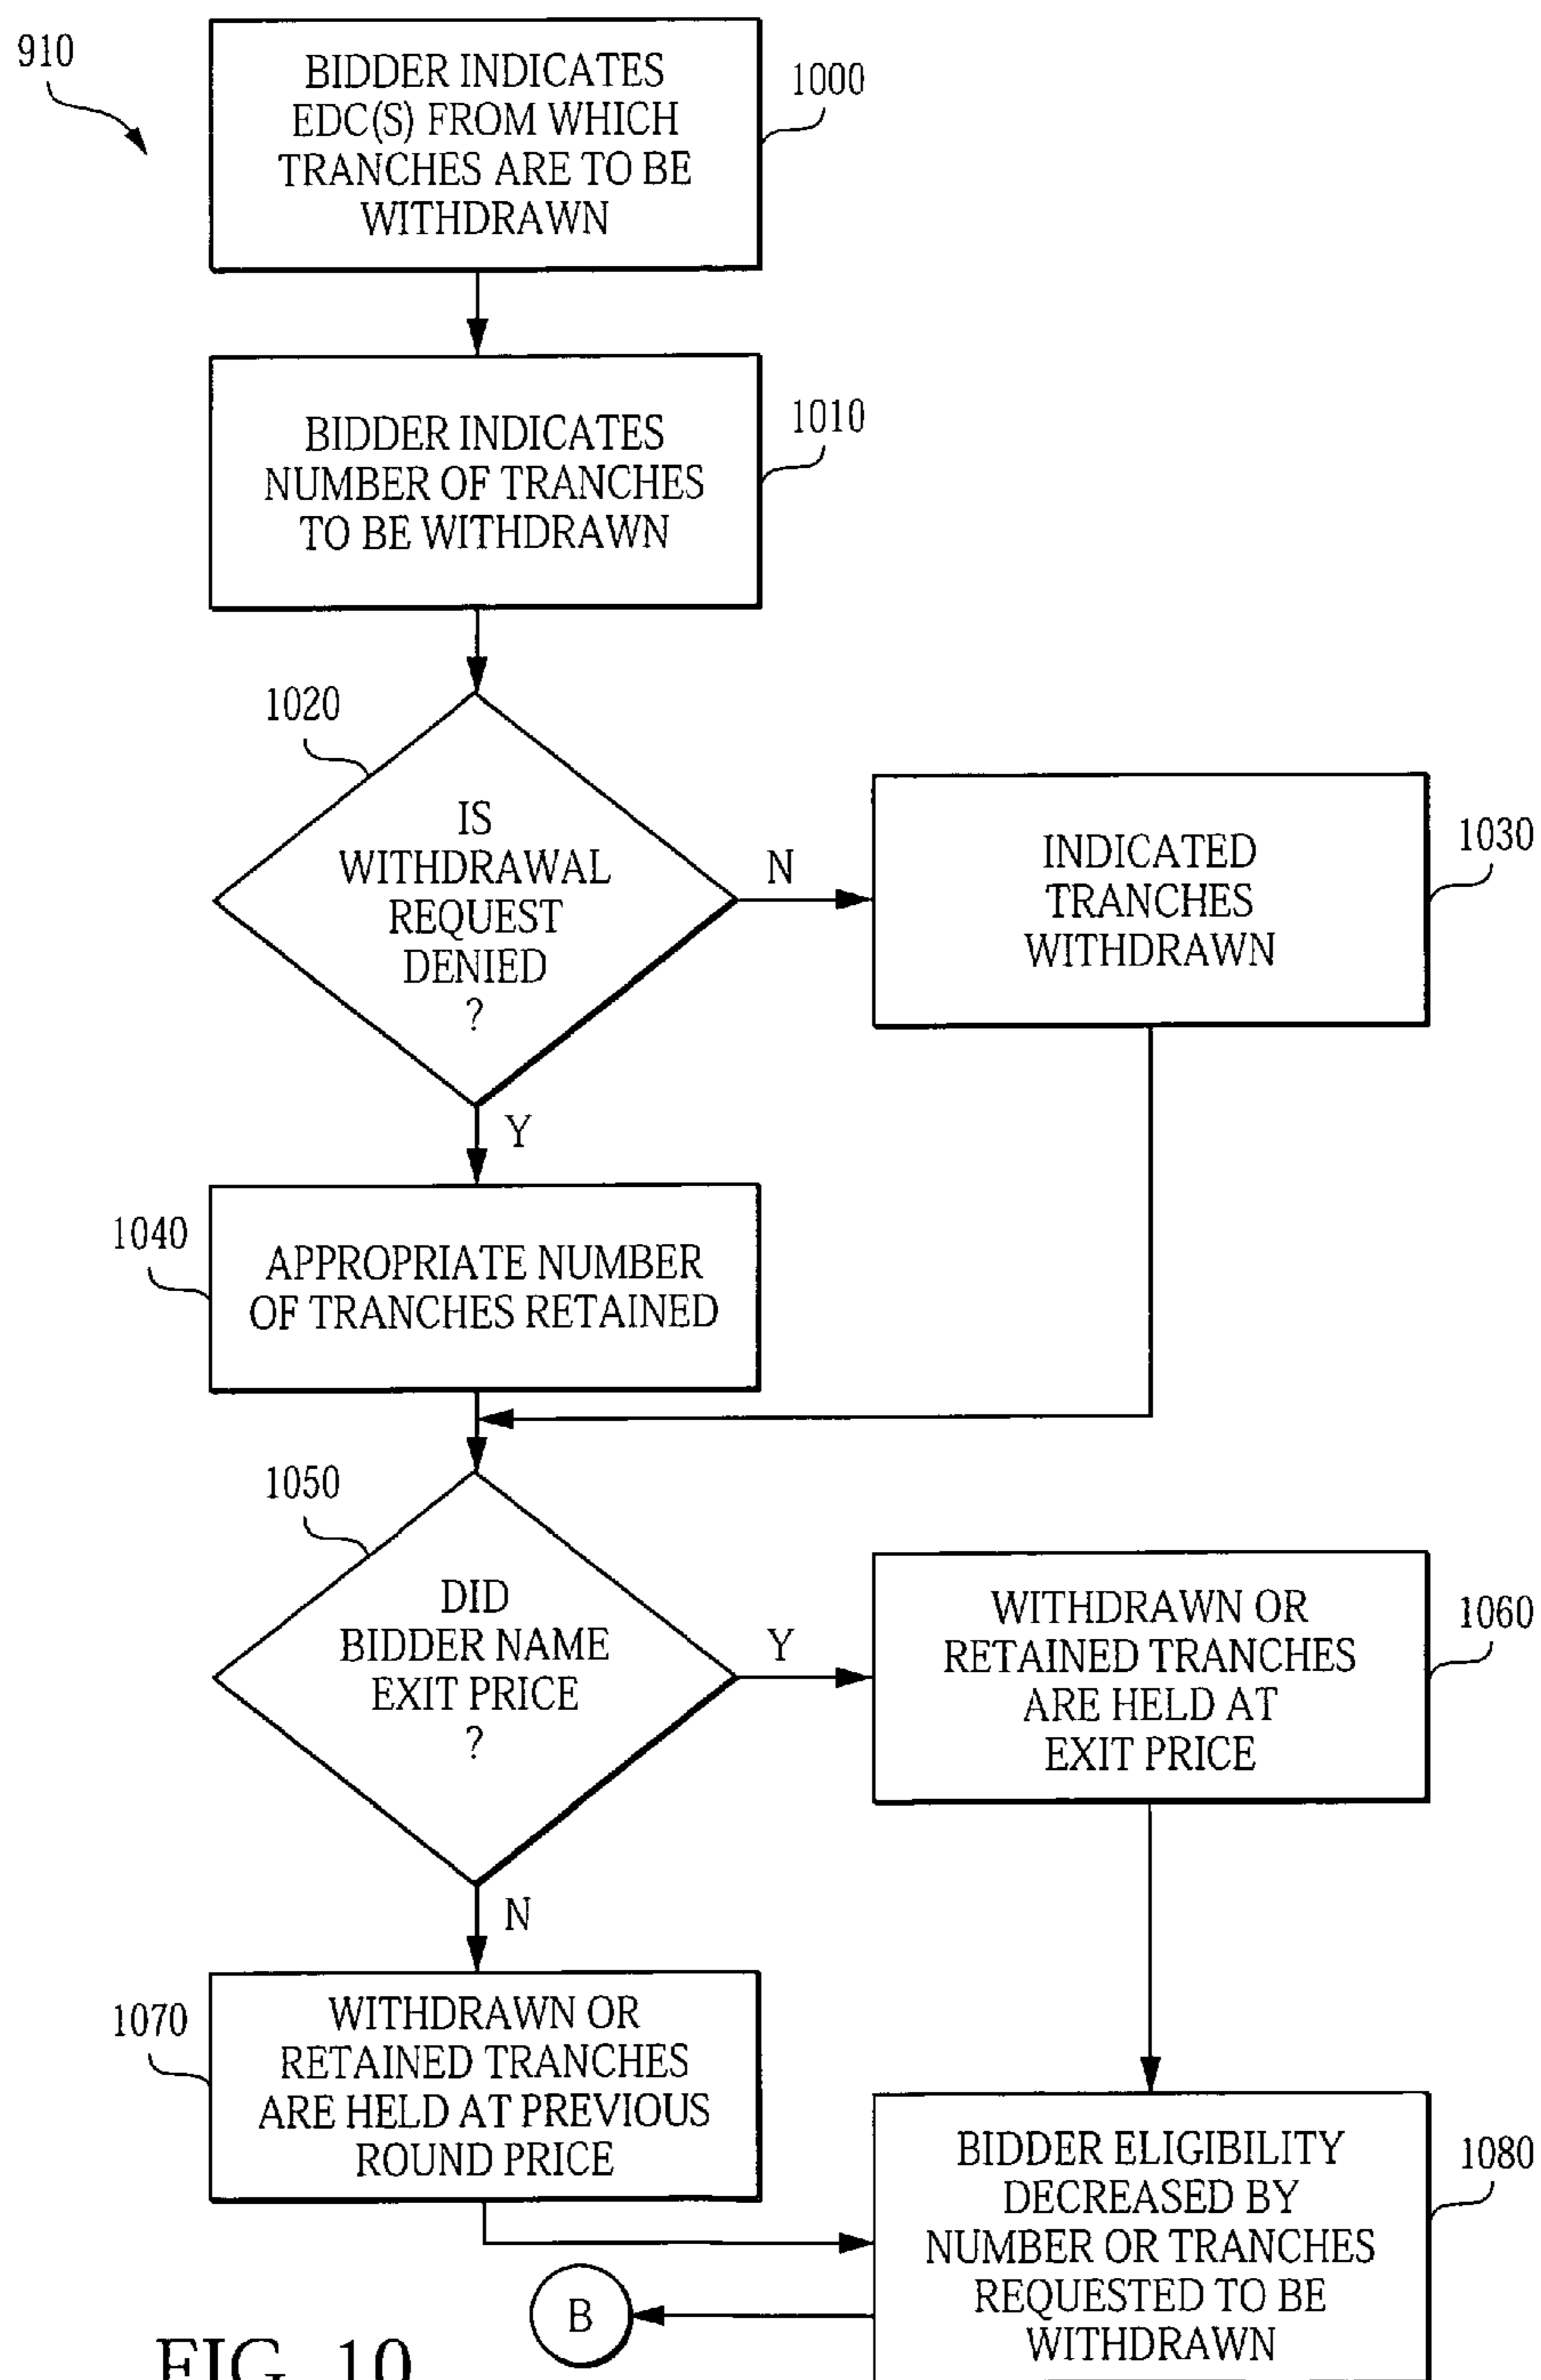 910
BIDDER INDICATES
EDC(S) FROM WHICH
TRANCHES ARE TO BE
WITHDRAWN
1000
BIDDER INDICATES
NUMBER OF TRANCHES
TO BE WITHDRAWN
1010
1020
IS
WITHDRAWAL
REQUEST
DENIED
?
N
INDICATED
TRANCHES
WITHDRAWN
1030
Y
1040
APPROPRIATE NUMBER
OF TRANCHES RETAINED
1050
DID
BIDDER NAME
EXIT PRICE
?
Y
WITHDRAWN OR
RETAINED TRANCHES
ARE HELD AT
EXIT PRICE
1060
N
1070
WITHDRAWN OR
RETAINED TRANCHES
ARE HELD AT PREVIOUS
ROUND PRICE
BIDDER ELIGIBILITY
DECREASED BY
NUMBER OR TRANCHES
REQUESTED TO BE
WITHDRAWN
1080
B
FIG. 10